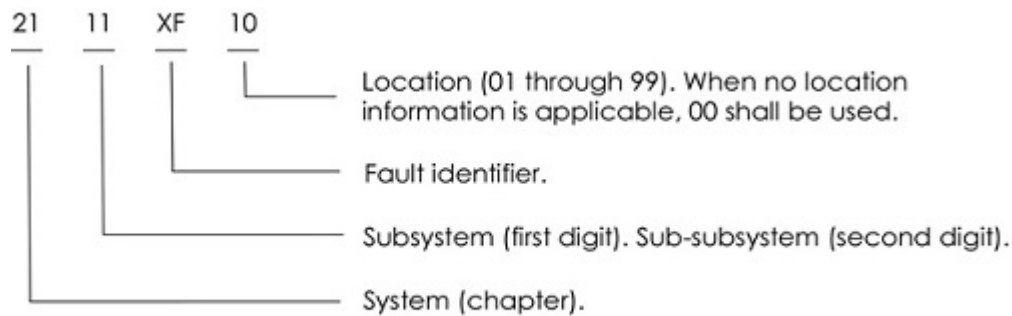 21 11 XF 10
Location (01 through 99). When no location
information is applicable, 00 shall be used.
Fault identifier.
Subsystem (first digit). Sub-subsystem (second digit).
System (chapter).